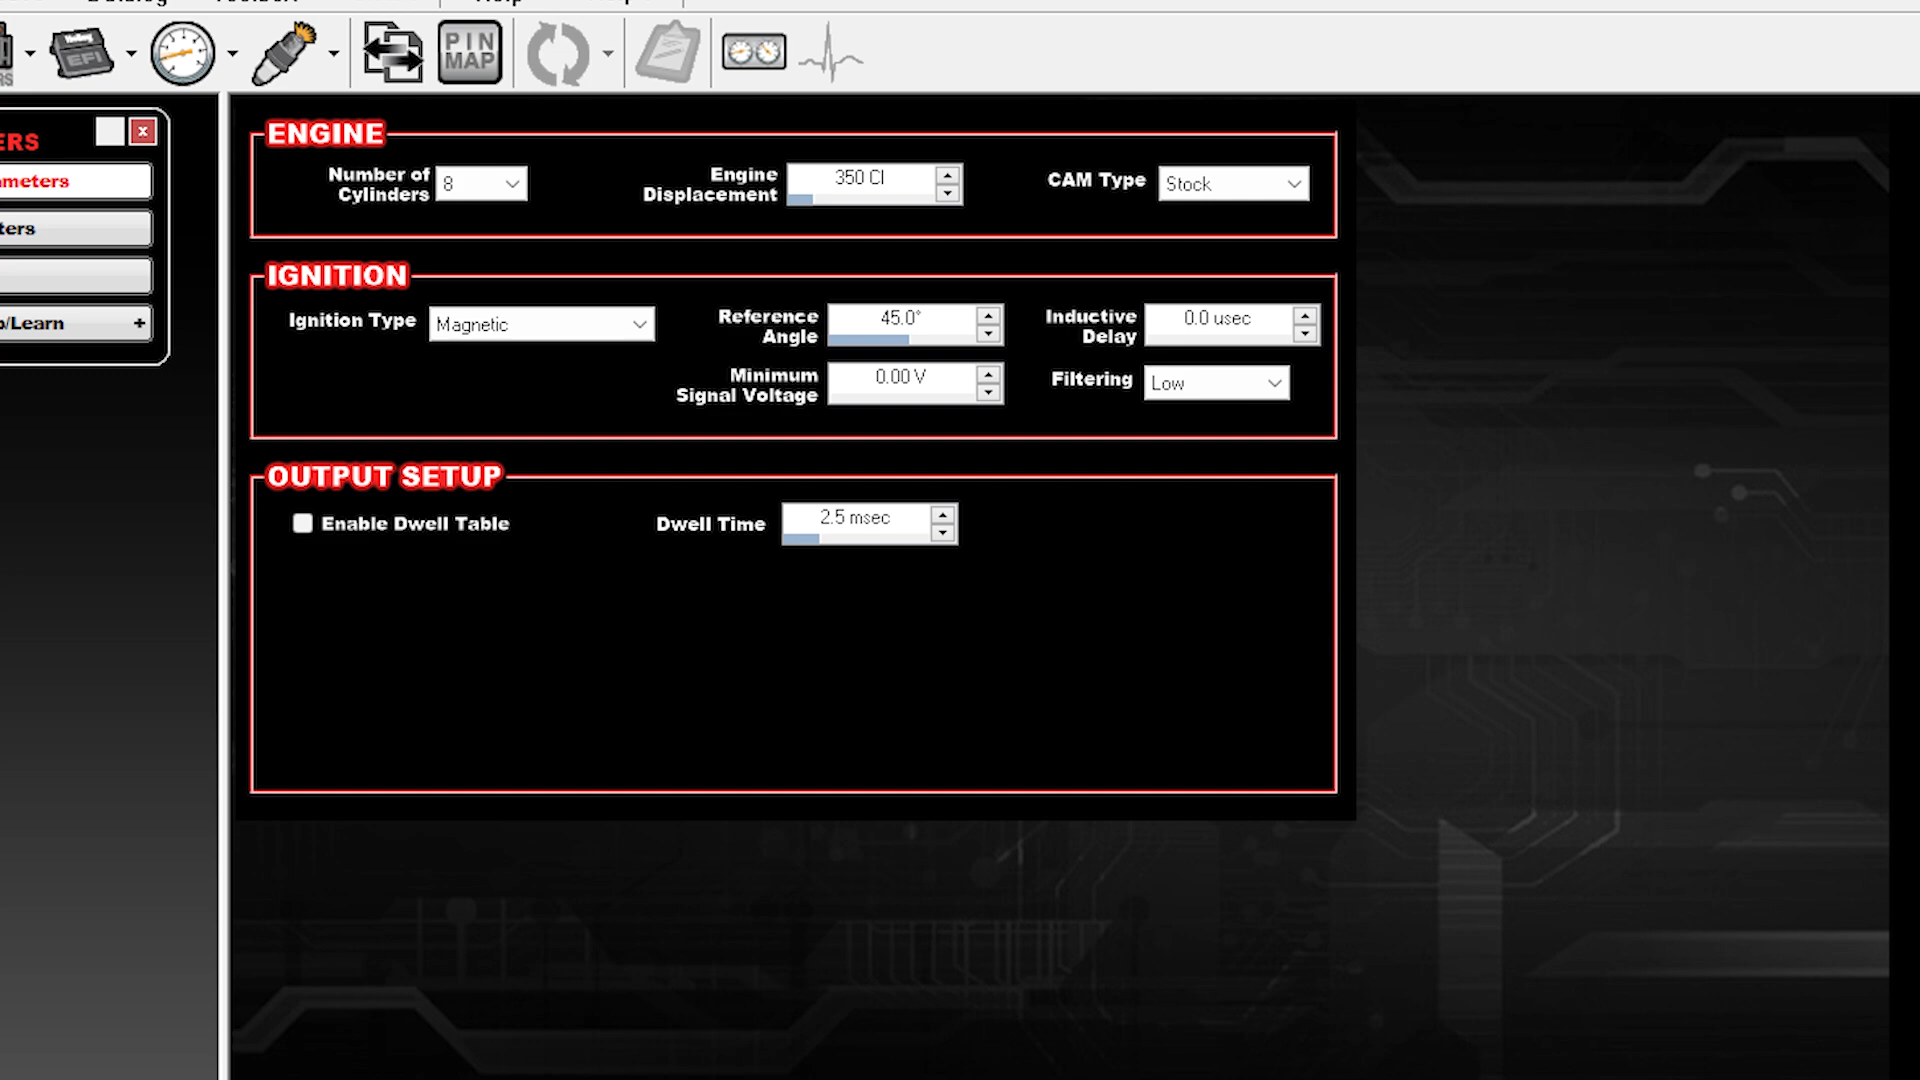 EFI
PIN
MAP
RS
ERS
ameters
ters
o/Learn +
ENGINE
Number of
Cylinders
8
Engine
Displacement
350 CI
CAM Type
Stock
IGNITION
Ignition Type
Magnetic
Reference
Angle
45.0°
Inductive
Delay
0.0 usec
Minimum
Signal Voltage
0.00 V
Filtering
Low
OUTPUT SETUP
Enable Dwell Table
Dwell Time
2.5 msec